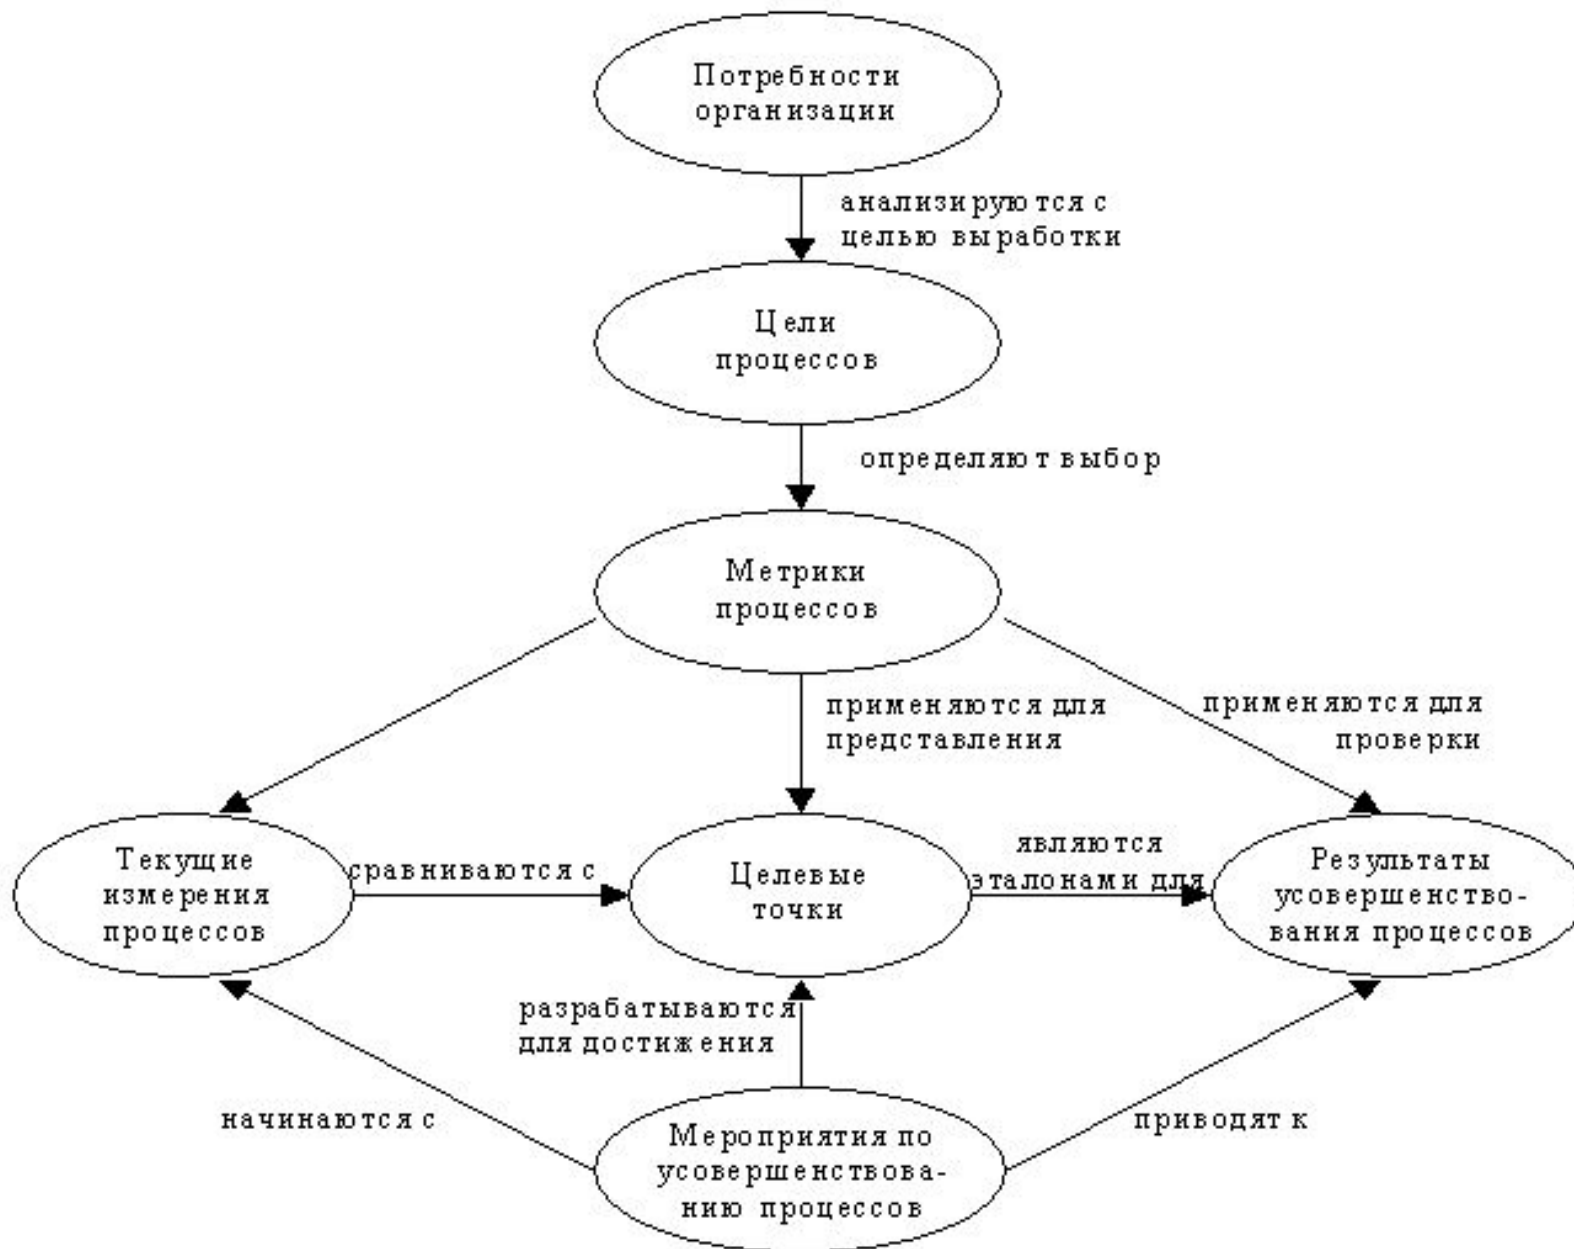 Потребности
организации
анализируются с
целью выработки
Цели
процессов
определяют выбор
Метрики
процессов
применяются для
представления
применяются для
проверки
Текущие
измерения
процессов
сравниваются с
Целевые
точки
являются
эталонами для
Результаты
усовершенство-
вания процессов
разрабатываются
для достижения
начинаются с
приводят к
Мероприятия по
усовершенствова-
нию процессов